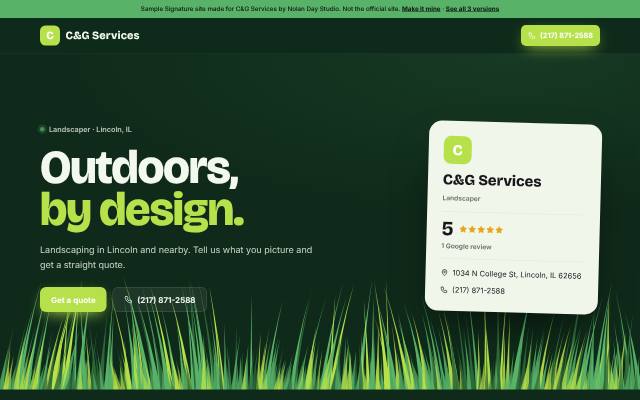 Sample Signature site made for C&G Services by Nolan Day Studio. Not the official site. Make it mine · See all 3 versions
C C&G Services
(217) 871-2588
Landscaper · Lincoln, IL
Outdoors,
by design.
Landscaping in Lincoln and nearby. Tell us what you picture and
get a straight quote.
Get a quote
(217) 871-2588
C
C&G Services
Landscaper
5 ★★★★★
1 Google review
1034 N College St, Lincoln, IL 62656
(217) 871-2588